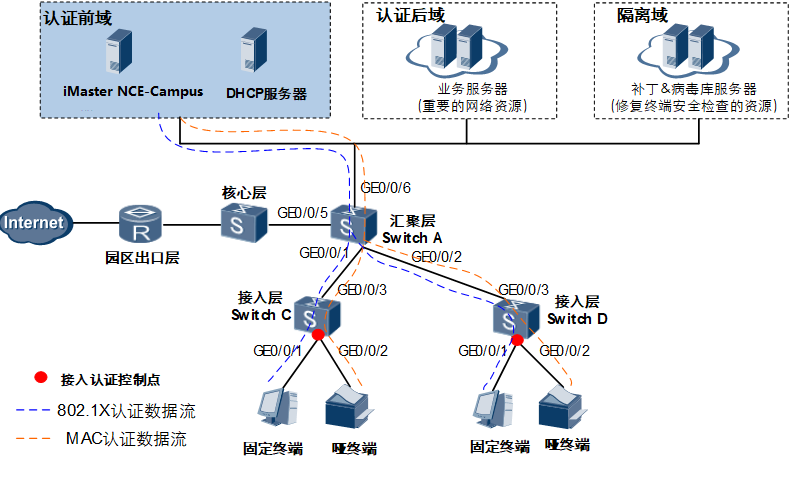 认证前域
认证后域
隔离域
iMaster NCE-Campus
DHCP服务器
业务服务器
(重要的网络资源)
补丁&病毒库服务器
(修复终端安全检查的资源)
GE0/0/6
核心层
Internet
GE0/0/5
汇聚层
Switch A
园区出口层
GE0/0/1
GE0/0/2
接入层
Switch C
GE0/0/3
GE0/0/3
接入层
Switch D
GE0/0/1
GE0/0/2
GE0/0/1
GE0/0/2
接入认证控制点
802.1X认证数据流
MAC认证数据流
固定终端
哑终端
固定终端
哑终端
S
S
S
S
R